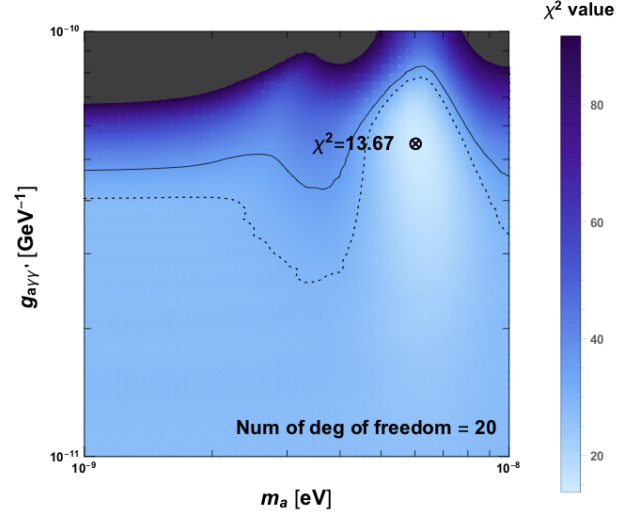 χ² value
10⁻¹⁰
80
χ²=13.67 ⊗
60
g_aγγ' [GeV⁻¹]
40
Num of deg of freedom = 20
20
10⁻¹¹
10⁻⁹
10⁻⁸
m_a [eV]